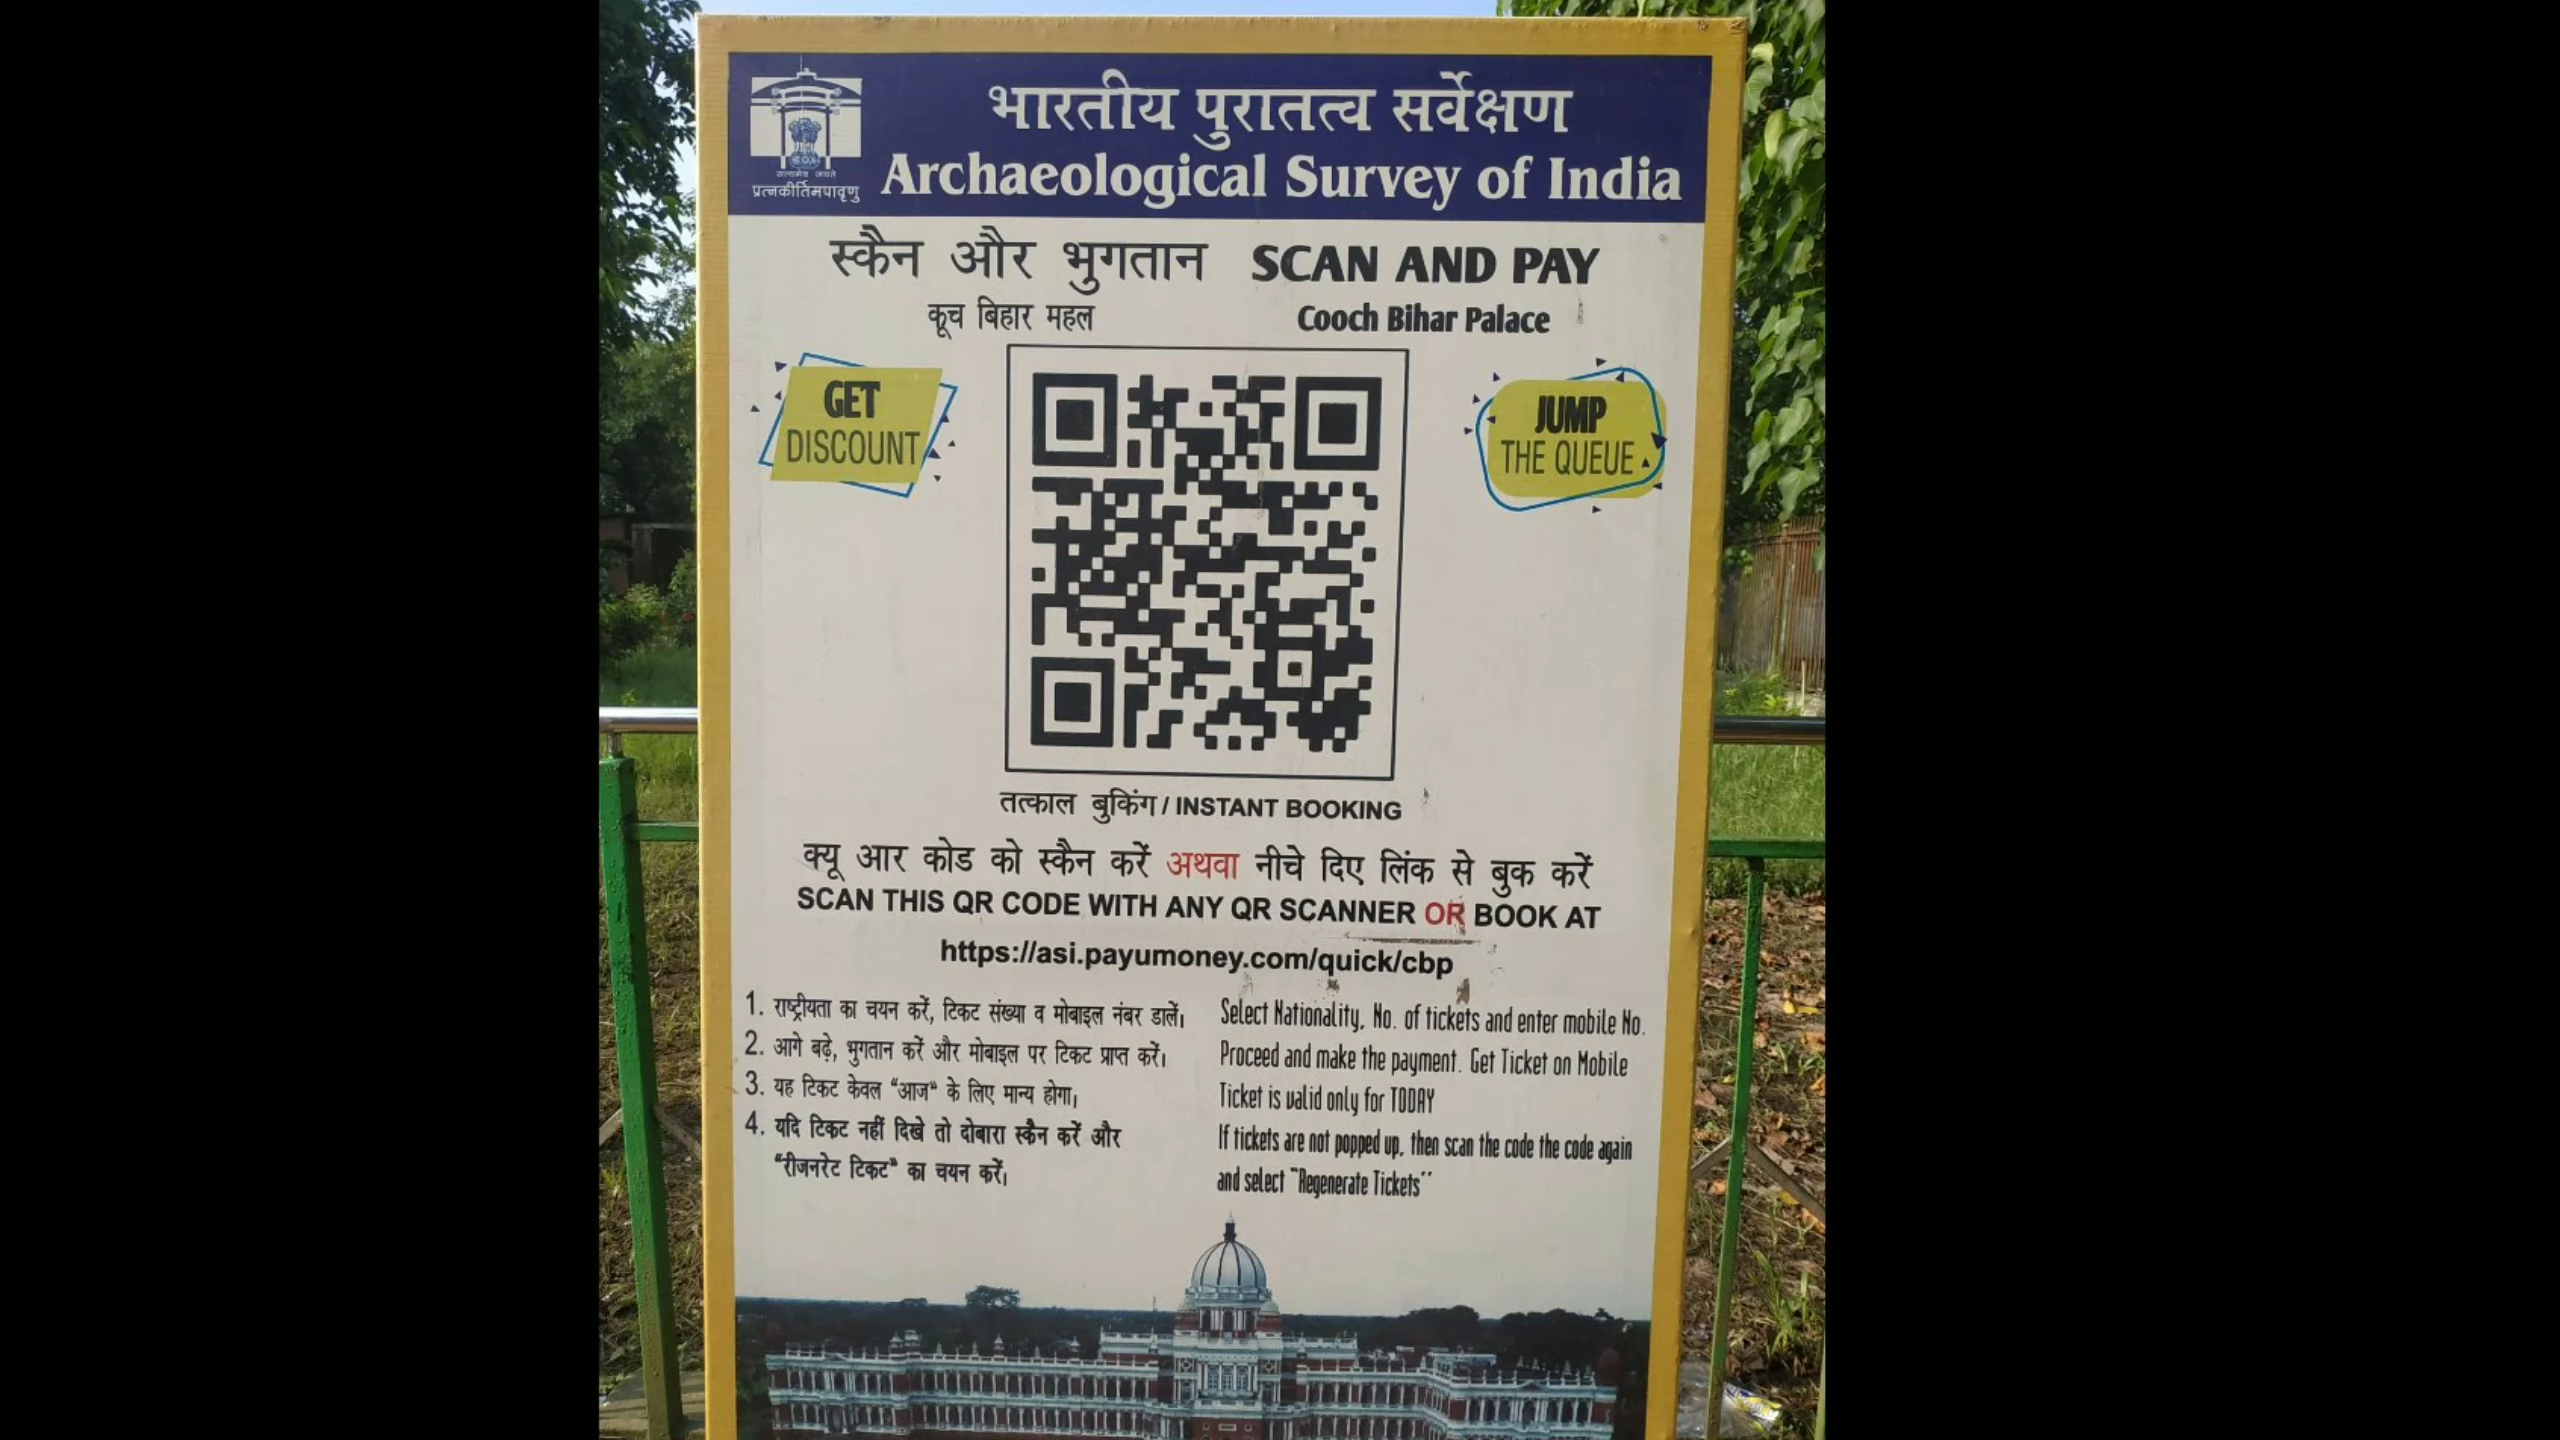 भारतीय पुरातत्व सर्वेक्षण
Archaeological Survey of India
सत्यमेव जयते
प्रत्नकीर्तिमपावृणु
स्कैन और भुगतान SCAN AND PAY
कूच बिहार महल Cooch Bihar Palace
GET
DISCOUNT
JUMP
THE QUEUE
तत्काल बुकिंग / INSTANT BOOKING
क्यू आर कोड को स्कैन करें अथवा नीचे दिए लिंक से बुक करें
SCAN THIS QR CODE WITH ANY QR SCANNER OR BOOK AT
https://asi.payumoney.com/quick/cbp
1. राष्ट्रीयता का चयन करें, टिकट संख्या व मोबाइल नंबर डालें। Select Nationality, No. of tickets and enter mobile No.
2. आगे बढ़े, भुगतान करें और मोबाइल पर टिकट प्राप्त करें। Proceed and make the payment. Get Ticket on Mobile
3. यह टिकट केवल "आज" के लिए मान्य होगा। Ticket is valid only for TODAY
4. यदि टिकट नहीं दिखे तो दोबारा स्कैन करें और If tickets are not popped up, then scan the code the code again
"रीजनरेट टिकट" का चयन करें। and select "Regenerate Tickets"